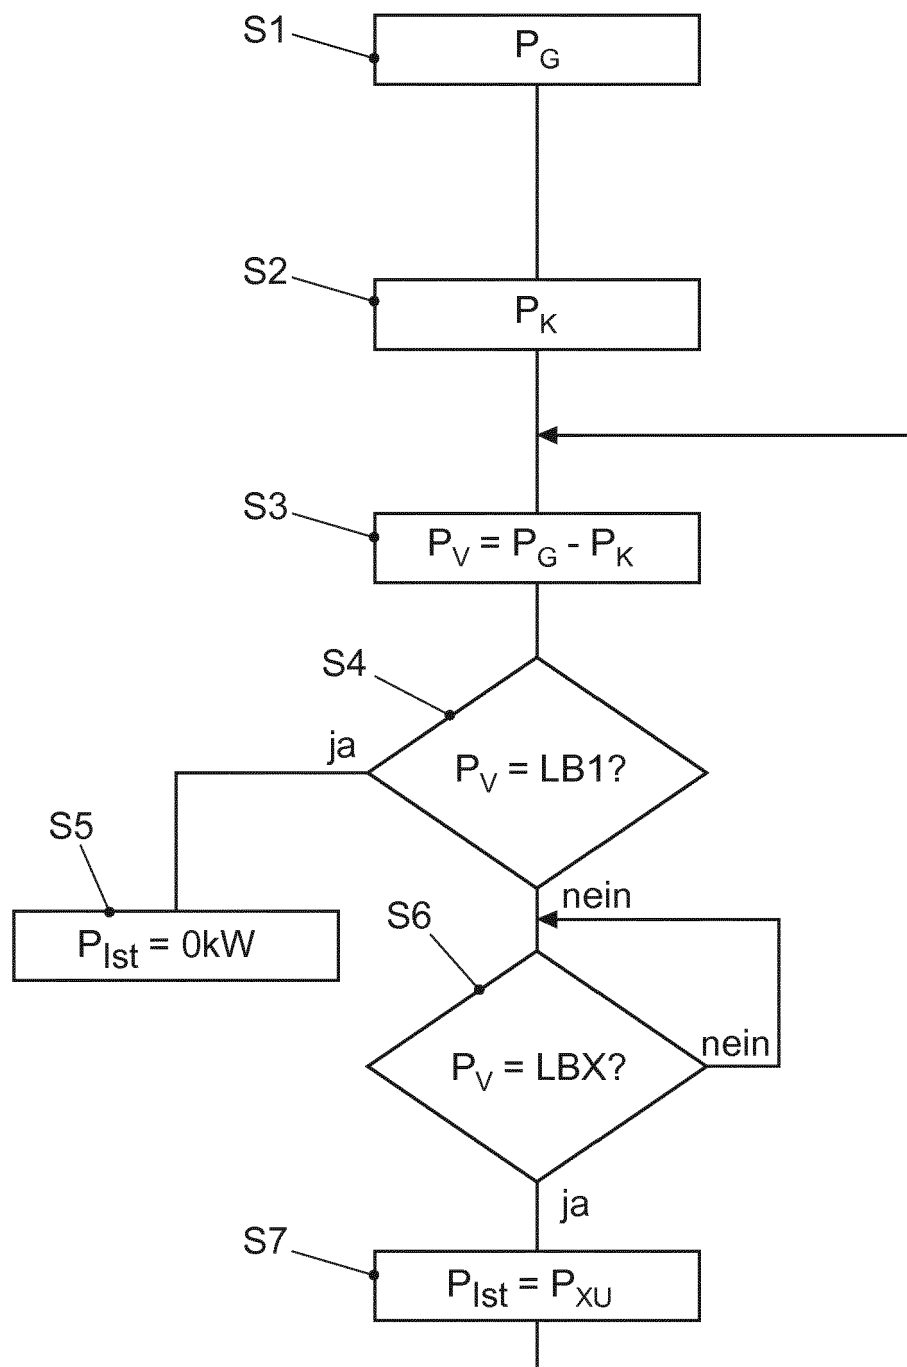 S1
P_G
S2
P_K
S3
P_V = P_G - P_K
S4
ja
P_V = LB1?
S5
nein
P_Ist = 0kW
S6
nein
P_V = LBX?
ja
S7
P_Ist = P_XU